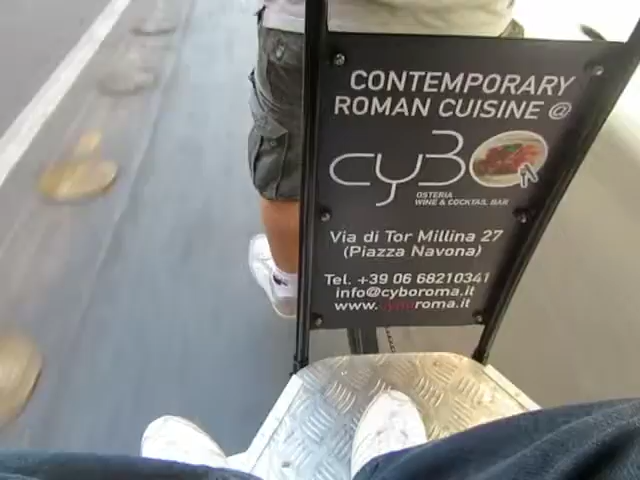 CONTEMPORARY
ROMAN CUISINE @
cyBO
OSTERIA
WINE & COCKTAIL BAR
Via di Tor Millina 27
(Piazza Navona)
Tel. +39 06 68210341
info@cyboroma.it
www.cyboroma.it